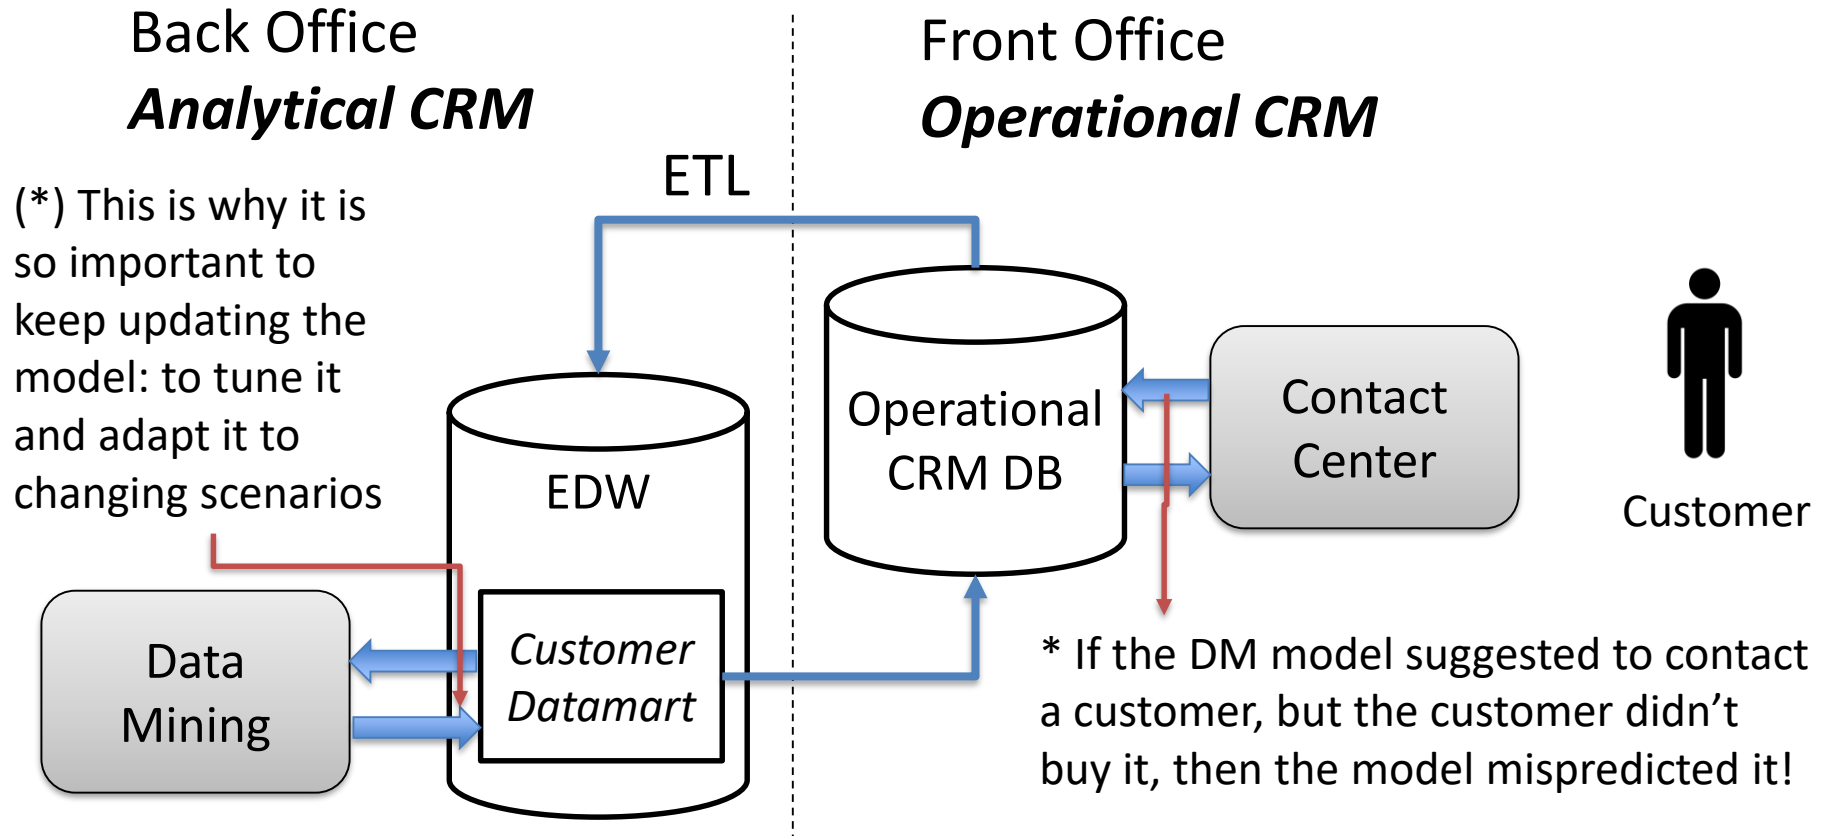 Back Office
Analytical CRM
Front Office
Operational CRM
ETL
(*) This is why it is
so important to
keep updating the
model: to tune it
and adapt it to
changing scenarios
EDW
Operational
CRM DB
Contact
Center
Customer
Data
Mining
Customer
Datamart
* If the DM model suggested to contact
a customer, but the customer didn’t
buy it, then the model mispredicted it!